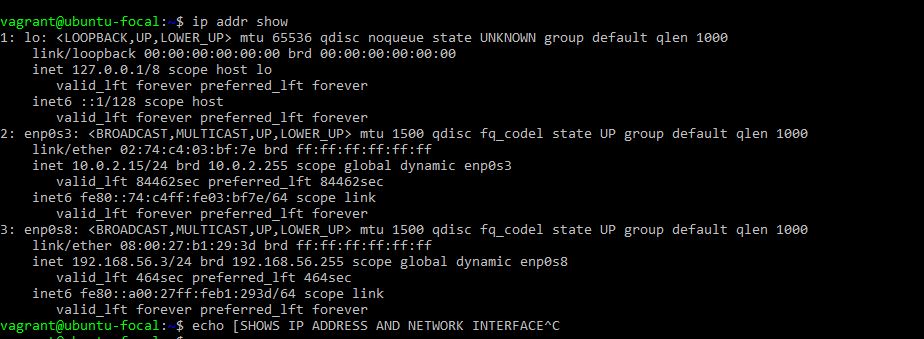 vagrant@ubuntu-focal:~$ ip addr show
1: lo: <LOOPBACK,UP,LOWER_UP> mtu 65536 qdisc noqueue state UNKNOWN group default qlen 1000
    link/loopback 00:00:00:00:00:00 brd 00:00:00:00:00:00
    inet 127.0.0.1/8 scope host lo
       valid_lft forever preferred_lft forever
    inet6 ::1/128 scope host
       valid_lft forever preferred_lft forever
2: enp0s3: <BROADCAST,MULTICAST,UP,LOWER_UP> mtu 1500 qdisc fq_codel state UP group default qlen 1000
    link/ether 02:74:c4:03:bf:7e brd ff:ff:ff:ff:ff:ff
    inet 10.0.2.15/24 brd 10.0.2.255 scope global dynamic enp0s3
       valid_lft 84462sec preferred_lft 84462sec
    inet6 fe80::74:c4ff:fe03:bf7e/64 scope link
       valid_lft forever preferred_lft forever
3: enp0s8: <BROADCAST,MULTICAST,UP,LOWER_UP> mtu 1500 qdisc fq_codel state UP group default qlen 1000
    link/ether 08:00:27:b1:29:3d brd ff:ff:ff:ff:ff:ff
    inet 192.168.56.3/24 brd 192.168.56.255 scope global dynamic enp0s8
       valid_lft 464sec preferred_lft 464sec
    inet6 fe80::a00:27ff:feb1:293d/64 scope link
       valid_lft forever preferred_lft forever
vagrant@ubuntu-focal:~$ echo [SHOWS IP ADDRESS AND NETWORK INTERFACE^C